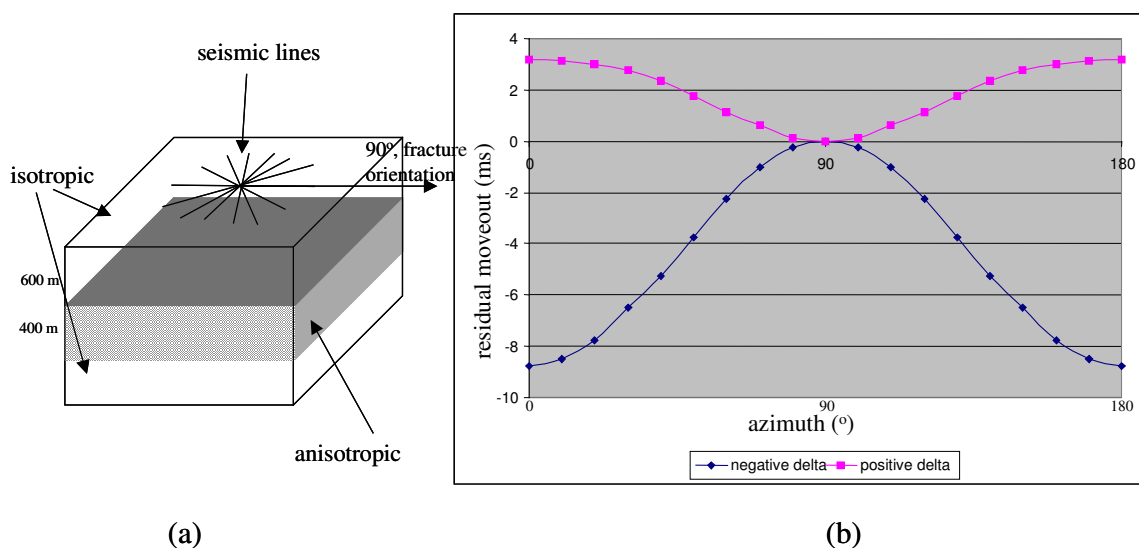 seismic lines
90°, fracture
orientation
isotropic
600 m
400 m
anisotropic
(a)
residual moveout (ms)
4
2
0
-2
-4
-6
-8
-10
0
90
180
0
90
180
azimuth (°)
negative delta
positive delta
(b)